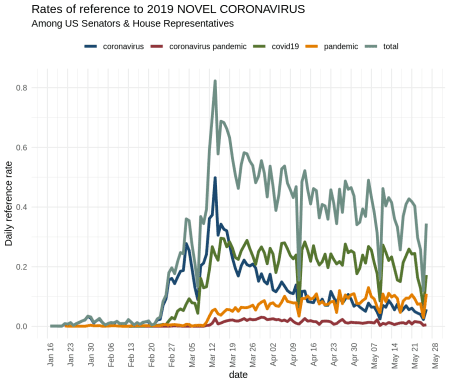 Rates of reference to 2019 NOVEL CORONAVIRUS
Among US Senators & House Representatives
coronavirus coronavirus pandemic covid19 pandemic total
Daily reference rate
0.8
0.6
0.4
0.2
0.0
Jan 16 Jan 23 Jan 30 Feb 06 Feb 13 Feb 20 Feb 27 Mar 05 Mar 12 Mar 19 Mar 26 Apr 02 Apr 09 Apr 16 Apr 23 Apr 30 May 07 May 14 May 21 May 28
date